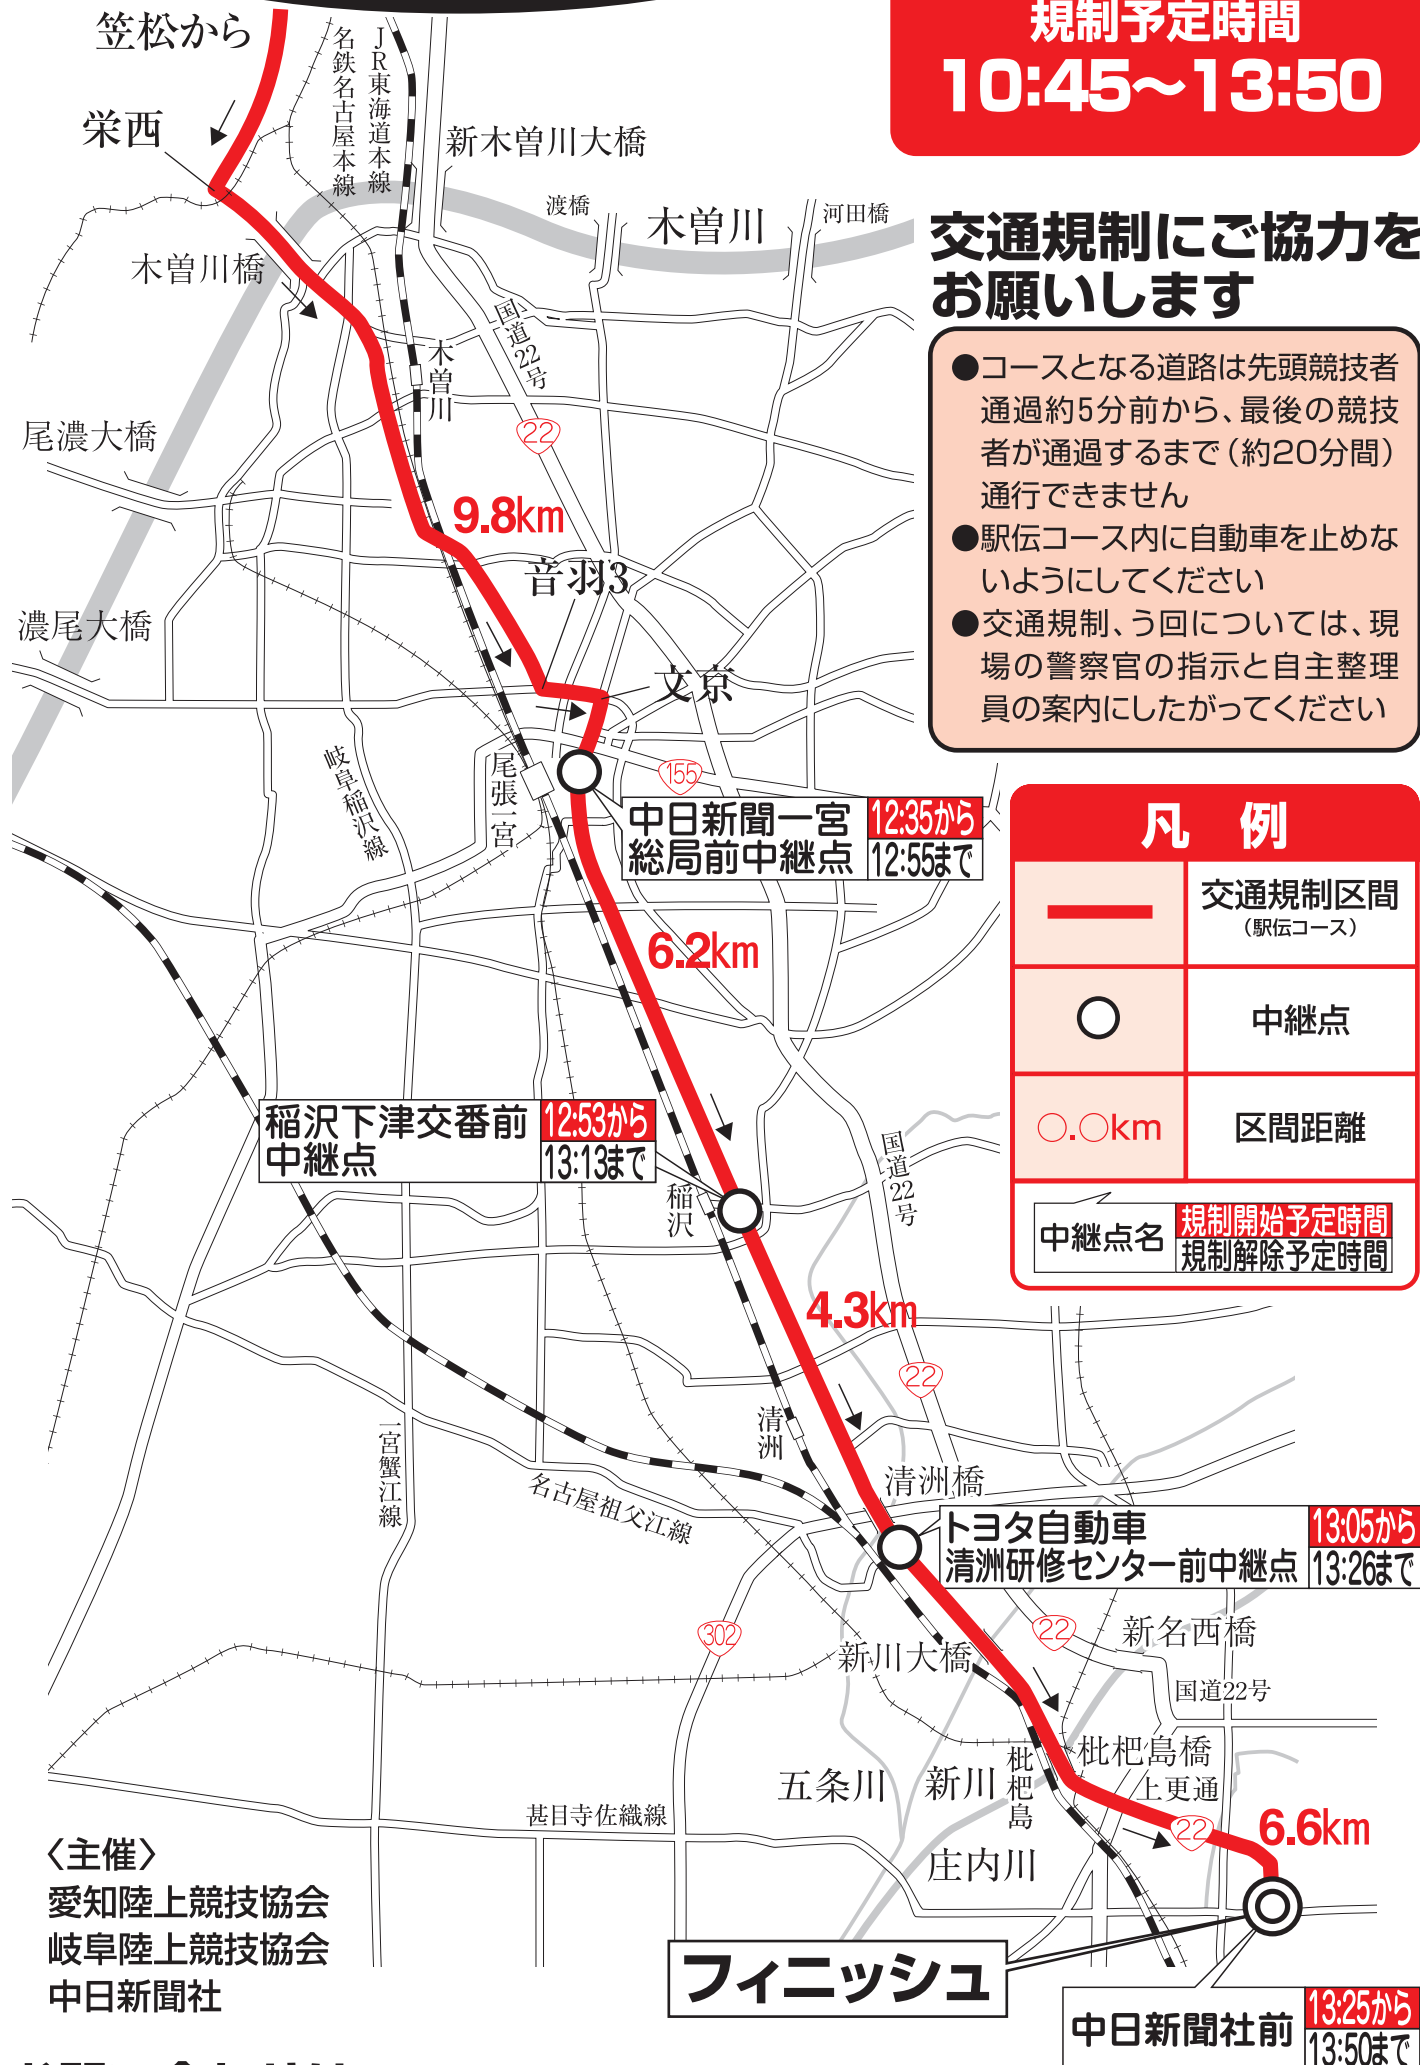 規制予定時間
10:45〜13:50
笠松から
栄西
名鉄名古屋本線
JR東海道本線
新木曽川大橋
渡橋
木曽川
河田橋
木曽川橋
交通規制にご協力を
お願いします
●コースとなる道路は先頭競技者
通過約5分前から、最後の競技
者が通過するまで（約20分間）
通行できません
●駅伝コース内に自動車を止めな
いようにしてください
●交通規制、う回については、現
場の警察官の指示と自主整理
員の案内にしたがってください
国道22号
木曽川
尾濃大橋
22
9.8km
音羽3
濃尾大橋
文京
岐阜稲沢線
尾張一宮
155
中日新聞一宮
総局前中継点
12:35から
12:55まで
凡 例
交通規制区間
（駅伝コース）
中継点
○.○km
区間距離
中継点名
規制開始予定時間
規制解除予定時間
6.2km
稲沢下津交番前
中継点
12:53から
13:13まで
稲沢
国道22号
4.3km
22
清洲
一宮蟹江線
名古屋祖父江線
清洲橋
トヨタ自動車
清洲研修センター前中継点
13:05から
13:26まで
302
22
新名西橋
新川大橋
国道22号
枇杷島橋
枇杷島
五条川
新川
上更通
甚目寺佐織線
22
6.6km
庄内川
〈主催〉
愛知陸上競技協会
岐阜陸上競技協会
中日新聞社
フィニッシュ
中日新聞社前
13:25から
13:50まで